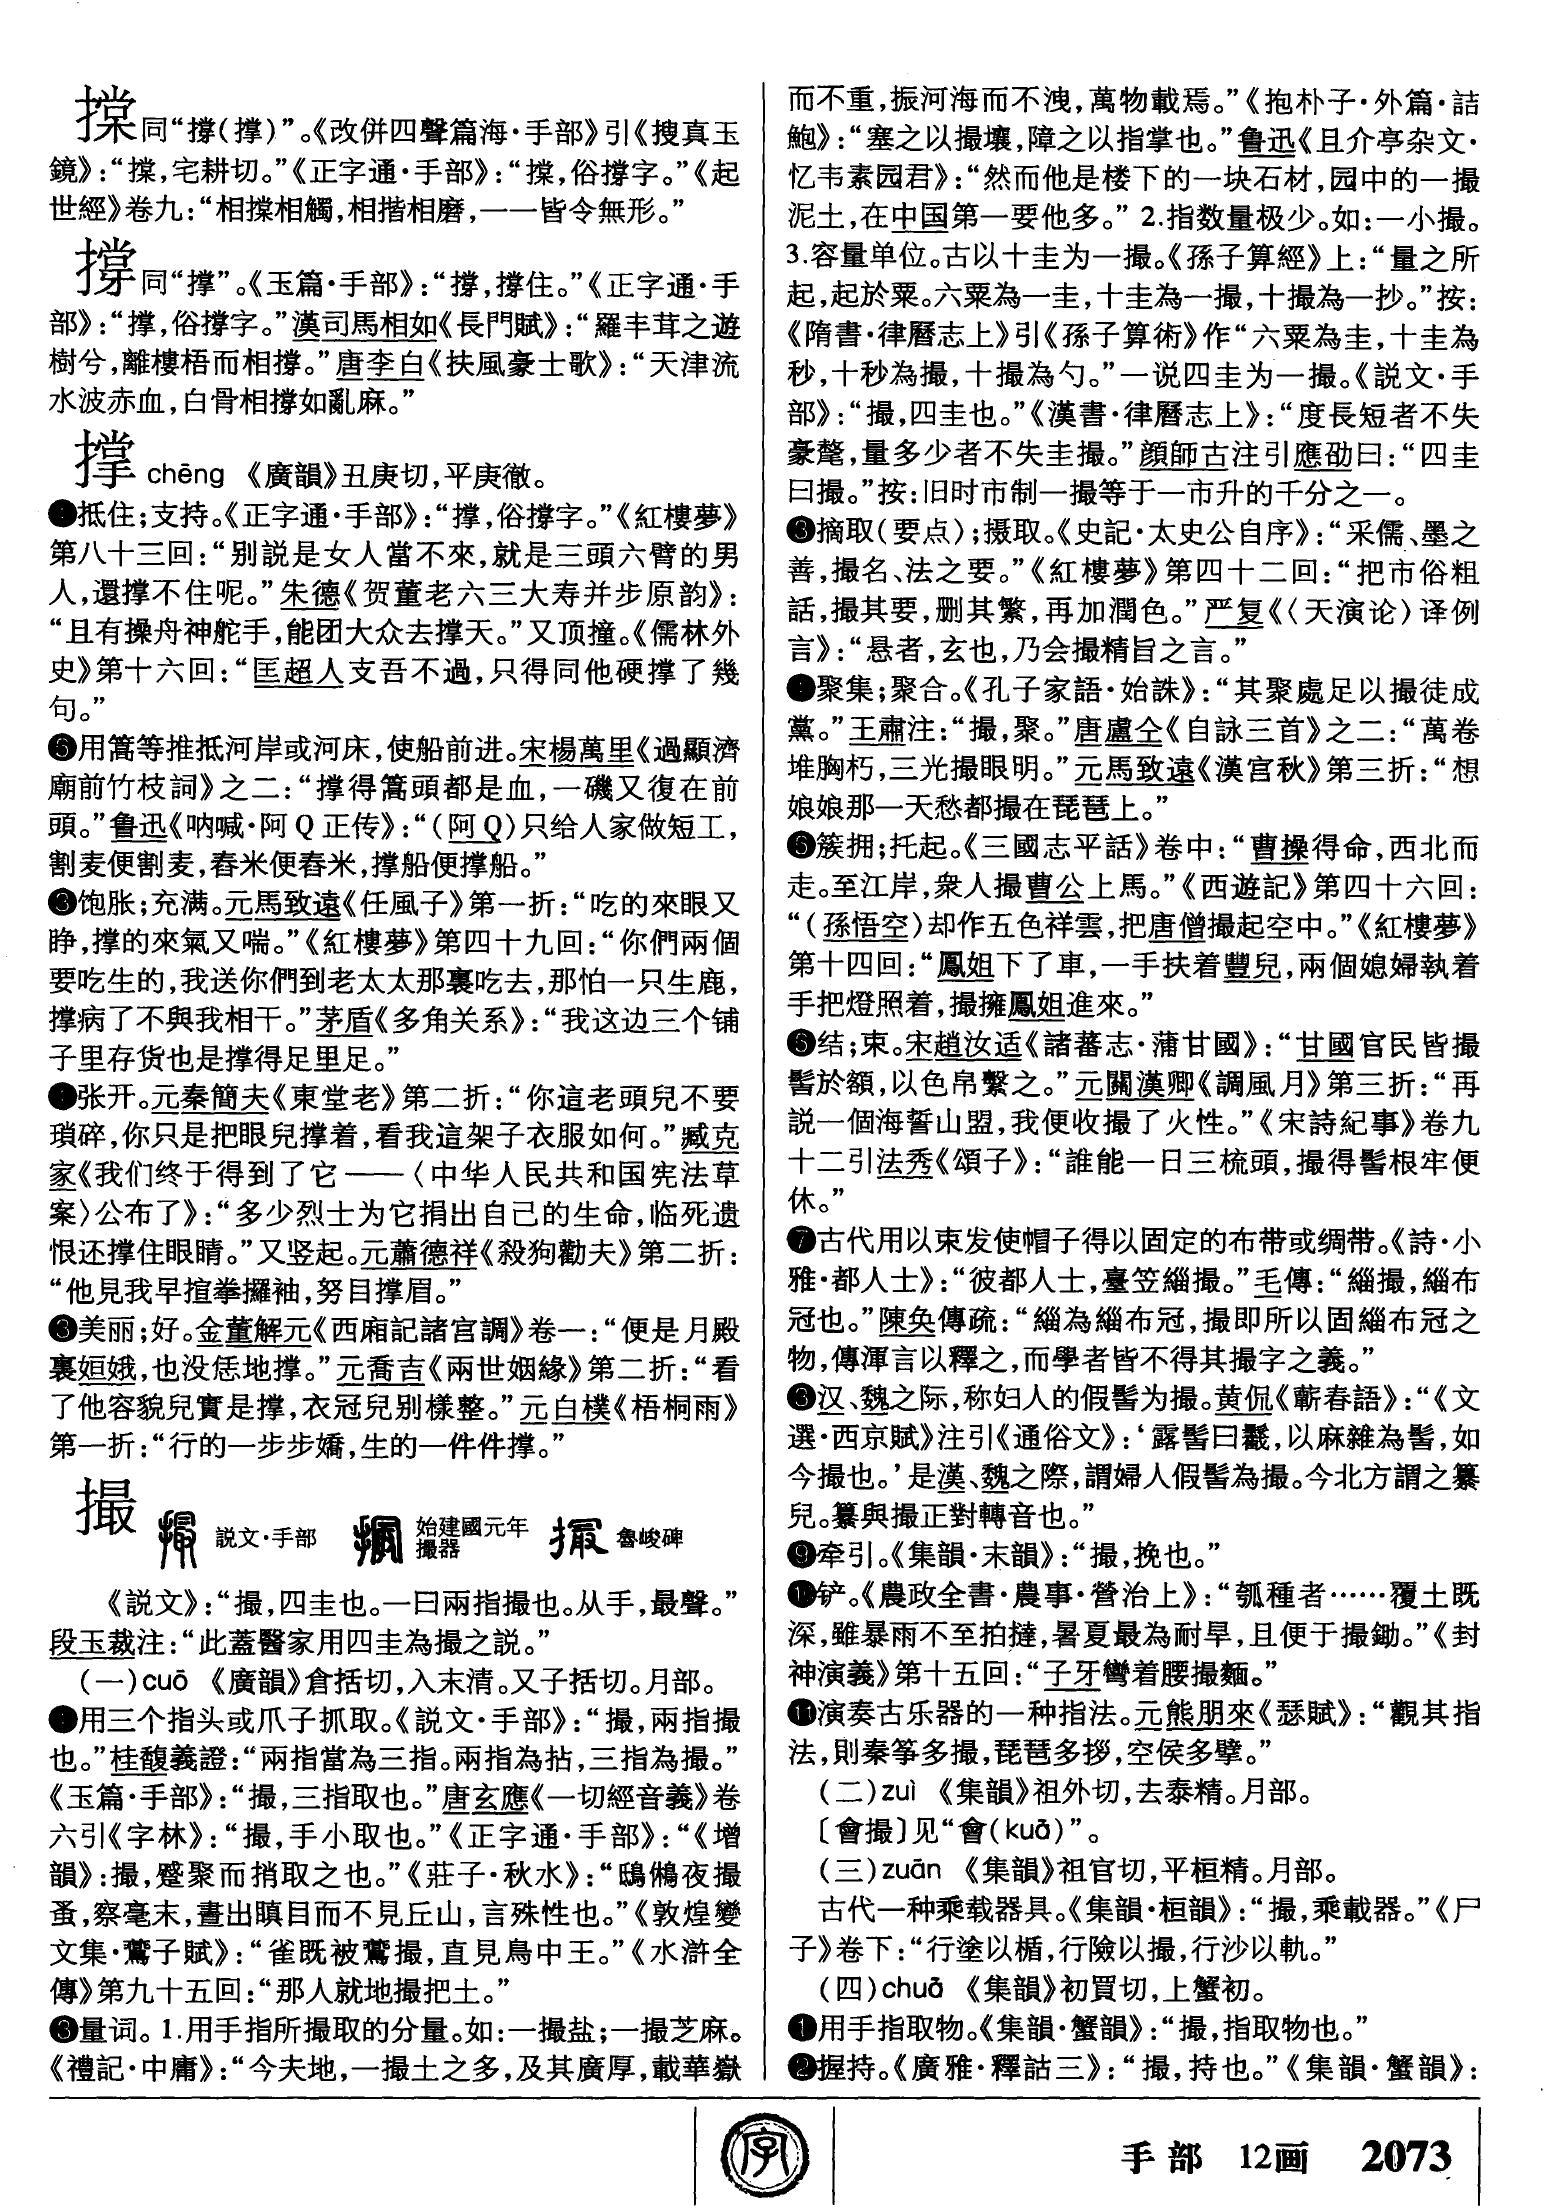 㨃同“撐(撑)”。《改併四聲篇海·手部》引《搜真玉
鏡》：“㨃，宅耕切。”《正字通·手部》：“㨃，俗撐字。”《起
世經》卷九：“相㨃相觸，相揩相磨，一一皆令無形。”
撐同“撑”。《玉篇·手部》：“撐，撐住。”《正字通·手
部》：“撑，俗撐字。”漢司馬相如《長門賦》：“羅丰茸之遊
樹兮，離樓梧而相撐。”唐李白《扶風豪士歌》：“天津流
水波赤血，白骨相撐如亂麻。”
撑 chēng 《廣韻》丑庚切，平庚徹。
❶抵住；支持。《正字通·手部》：“撑，俗撐字。”《紅樓夢》
第八十三回：“别説是女人當不來，就是三頭六臂的男
人，還撑不住呢。”朱德《贺董老六三大寿并步原韵》：
“且有操舟神舵手，能团大众去撑天。”又顶撞。《儒林外
史》第十六回：“匡超人支吾不過，只得同他硬撑了幾
句。”
❷用篙等推抵河岸或河床，使船前进。宋楊萬里《過顯濟
廟前竹枝詞》之二：“撑得篙頭都是血，一磯又復在前
頭。”鲁迅《呐喊·阿Q正传》：“(阿Q)只给人家做短工，
割麦便割麦，舂米便舂米，撑船便撑船。”
❸饱胀；充满。元馬致遠《任風子》第一折：“吃的來眼又
睁，撑的來氣又喘。”《紅樓夢》第四十九回：“你們兩個
要吃生的，我送你們到老太太那裏吃去，那怕一只生鹿，
撑病了不與我相干。”茅盾《多角关系》：“我这边三个铺
子里存货也是撑得足里足。”
❹张开。元秦簡夫《東堂老》第二折：“你這老頭兒不要
瑣碎，你只是把眼兒撑着，看我這架子衣服如何。”臧克
家《我们终于得到了它——〈中华人民共和国宪法草
案〉公布了》：“多少烈士为它捐出自己的生命，临死遗
恨还撑住眼睛。”又竖起。元蕭德祥《殺狗勸夫》第二折：
“他見我早揎拳攞袖，努目撑眉。”
❺美丽；好。金董解元《西廂記諸宫調》卷一：“便是月殿
裏姮娥，也没恁地撑。”元喬吉《兩世姻緣》第二折：“看
了他容貌兒實是撑，衣冠兒别樣整。”元白樸《梧桐雨》
第一折：“行的一步步嬌，生的一件件撑。”
撮 説文·手部 始建國元年撮器 魯峻碑
《説文》：“撮，四圭也。一曰兩指撮也。从手，最聲。”
段玉裁注：“此蓋醫家用四圭為撮之説。”
(一)cuō 《廣韻》倉括切，入末清。又子括切。月部。
❶用三个指头或爪子抓取。《説文·手部》：“撮，兩指撮
也。”桂馥義證：“兩指當為三指。兩指為拈，三指為撮。”
《玉篇·手部》：“撮，三指取也。”唐玄應《一切經音義》卷
六引《字林》：“撮，手小取也。”《正字通·手部》：“《增
韻》：撮，蹙聚而捎取之也。”《莊子·秋水》：“鴟鵂夜撮
蚤，察毫末，晝出瞋目而不見丘山，言殊性也。”《敦煌變
文集·鷰子賦》：“雀既被鷰撮，直見鳥中王。”《水滸全
傳》第九十五回：“那人就地撮把土。”
❷量词。1.用手指所撮取的分量。如：一撮盐；一撮芝麻。
《禮記·中庸》：“今夫地，一撮土之多，及其廣厚，載華嶽
而不重，振河海而不洩，萬物載焉。”《抱朴子·外篇·詰
鮑》：“塞之以撮壤，障之以指掌也。”鲁迅《且介亭杂文·
忆韦素园君》：“然而他是楼下的一块石材，园中的一撮
泥土，在中国第一要他多。” 2.指数量极少。如：一小撮。
3.容量单位。古以十圭为一撮。《孫子算經》上：“量之所
起，起於粟。六粟為一圭，十圭為一撮，十撮為一抄。”按：
《隋書·律曆志上》引《孫子算術》作“六粟為圭，十圭為
秒，十秒為撮，十撮為勺。”一说四圭为一撮。《説文·手
部》：“撮，四圭也。”《漢書·律曆志上》：“度長短者不失
豪氂，量多少者不失圭撮。”顔師古注引應劭曰：“四圭
曰撮。”按：旧时市制一撮等于一市升的千分之一。
❸摘取(要点)；摄取。《史記·太史公自序》：“采儒、墨之
善，撮名、法之要。”《紅樓夢》第四十二回：“把市俗粗
話，撮其要，删其繁，再加潤色。”严复《〈天演论〉译例
言》：“悬者，玄也，乃会撮精旨之言。”
❹聚集；聚合。《孔子家語·始誅》：“其聚處足以撮徒成
黨。”王肅注：“撮，聚。”唐盧仝《自詠三首》之二：“萬卷
堆胸朽，三光撮眼明。”元馬致遠《漢宫秋》第三折：“想
娘娘那一天愁都撮在琵琶上。”
❺簇拥；托起。《三國志平話》卷中：“曹操得命，西北而
走。至江岸，衆人撮曹公上馬。”《西遊記》第四十六回：
“(孫悟空)却作五色祥雲，把唐僧撮起空中。”《紅樓夢》
第十四回：“鳳姐下了車，一手扶着豐兒，兩個媳婦執着
手把燈照着，撮擁鳳姐進來。”
❻结；束。宋趙汝适《諸蕃志·蒲甘國》：“甘國官民皆撮
髻於額，以色帛繫之。”元關漢卿《調風月》第三折：“再
説一個海誓山盟，我便收撮了火性。”《宋詩紀事》卷九
十二引法秀《頌子》：“誰能一日三梳頭，撮得髻根牢便
休。”
❼古代用以束发使帽子得以固定的布带或绸带。《詩·小
雅·都人士》：“彼都人士，臺笠緇撮。”毛傳：“緇撮，緇布
冠也。”陳奂傳疏：“緇為緇布冠，撮即所以固緇布冠之
物，傳渾言以釋之，而學者皆不得其撮字之義。”
❽汉、魏之际，称妇人的假髻为撮。黄侃《蘄春語》：“《文
選·西京賦》注引《通俗文》：‘露髻曰鬠，以麻雜為髻，如
今撮也。’是漢、魏之際，謂婦人假髻為撮。今北方謂之纂
兒。纂與撮正對轉音也。”
❾牵引。《集韻·末韻》：“撮，挽也。”
❿铲。《農政全書·農事·營治上》：“瓠種者……覆土既
深，雖暴雨不至拍撻，暑夏最為耐旱，且便于撮鋤。”《封
神演義》第十五回：“子牙彎着腰撮麵。”
⓫演奏古乐器的一种指法。元熊朋來《瑟賦》：“觀其指
法，則秦筝多撮，琵琶多拶，空侯多擘。”
(二)zuì 《集韻》祖外切，去泰精。月部。
〔會撮〕见“會(kuò)”。
(三)zuān 《集韻》祖官切，平桓精。月部。
古代一种乘载器具。《集韻·桓韻》：“撮，乘載器。”《尸
子》卷下：“行塗以楯，行險以撮，行沙以軌。”
(四)chuǎ 《集韻》初買切，上蟹初。
❶用手指取物。《集韻·蟹韻》：“撮，指取物也。”
❷握持。《廣雅·釋詁三》：“撮，持也。”《集韻·蟹韻》：
字
手部 12画 2073